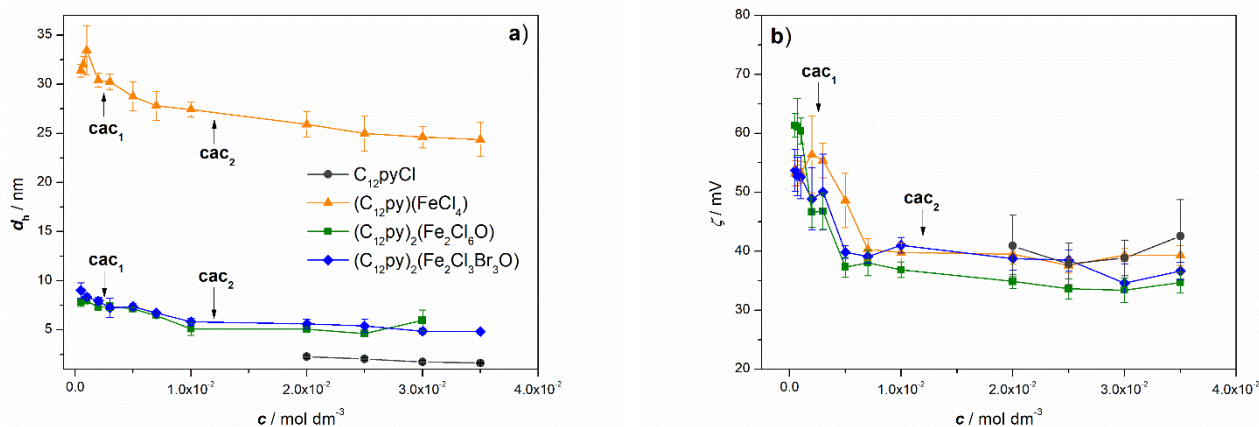 a)
35
30
25
20
15
10
5
d_h / nm
cac₁
cac₂
C₁₂pyCl
(C₁₂py)(FeCl₄)
(C₁₂py)₂(Fe₂Cl₆O)
(C₁₂py)₂(Fe₂Cl₃Br₃O)
cac₁
cac₂
0.0 1.0x10⁻² 2.0x10⁻² 3.0x10⁻² 4.0x10⁻²
c / mol dm⁻³
b)
80
70
60
50
40
30
20
ζ / mV
cac₁
cac₂
0.0 1.0x10⁻² 2.0x10⁻² 3.0x10⁻² 4.0x10⁻²
c / mol dm⁻³